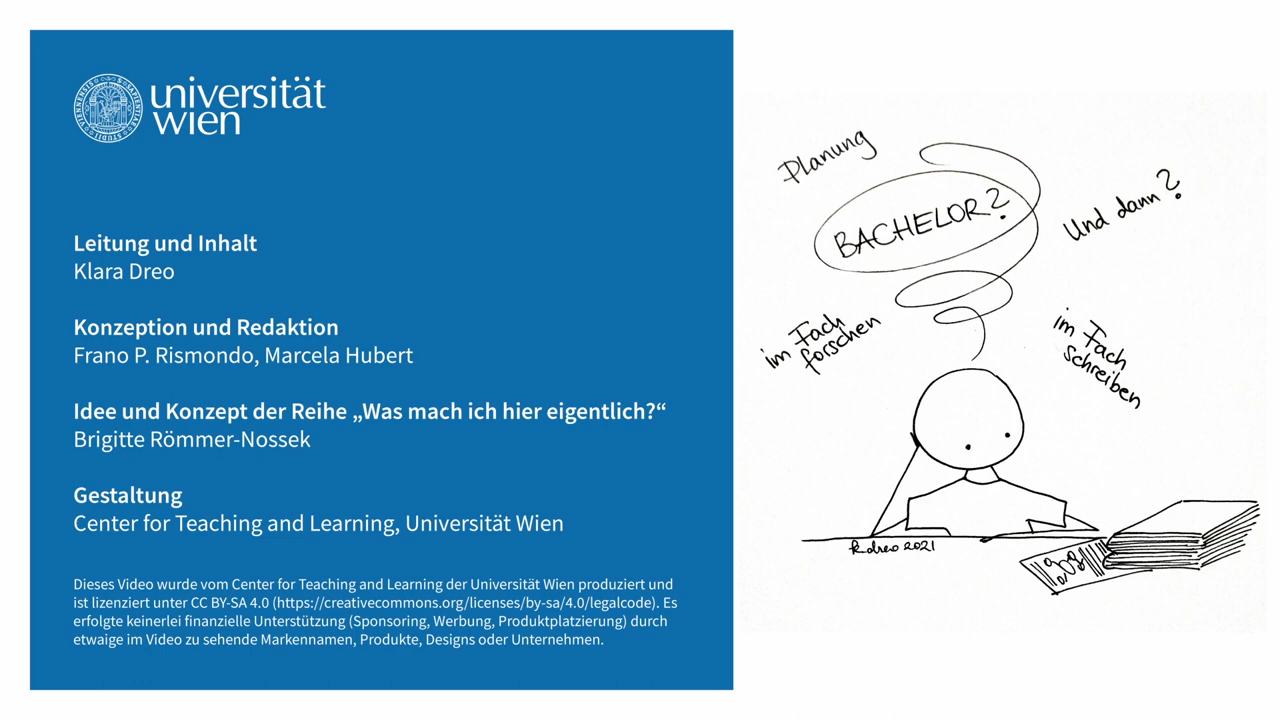 universität
wien
Leitung und Inhalt
Klara Dreo
Konzeption und Redaktion
Frano P. Rismondo, Marcela Hubert
Idee und Konzept der Reihe „Was mach ich hier eigentlich?“
Brigitte Römmer-Nossek
Gestaltung
Center for Teaching and Learning, Universität Wien
Dieses Video wurde vom Center for Teaching and Learning der Universität Wien produziert und
ist lizenziert unter CC BY-SA 4.0 (https://creativecommons.org/licenses/by-sa/4.0/legalcode). Es
erfolgte keinerlei finanzielle Unterstützung (Sponsoring, Werbung, Produktplatzierung) durch
etwaige im Video zu sehende Markennamen, Produkte, Designs oder Unternehmen.
Planung
BACHELOR?
Und dann?
im Fach
forschen
im Fach
schreiben
k.dreo 2021